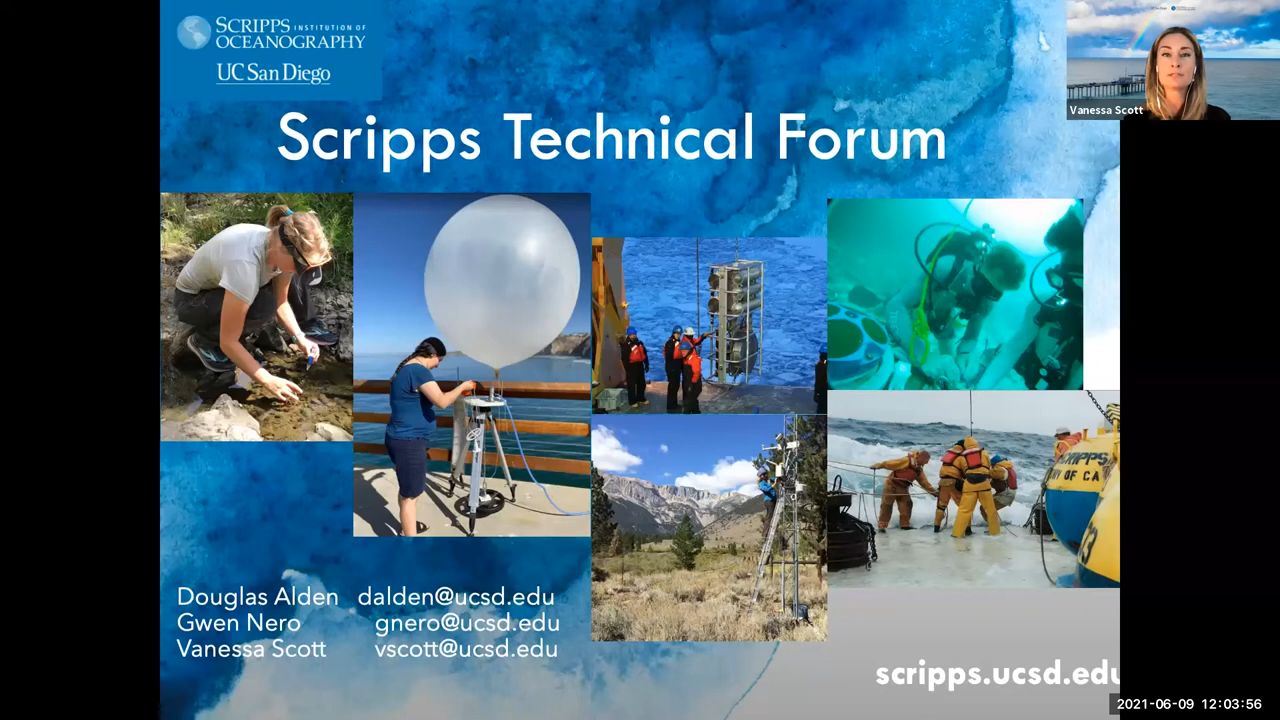 SCRIPPS INSTITUTION OF
OCEANOGRAPHY
UC San Diego
Vanessa Scott
Scripps Technical Forum
SCRIPPS
Douglas Alden dalden@ucsd.edu
Gwen Nero gnero@ucsd.edu
Vanessa Scott vscott@ucsd.edu
scripps.ucsd.edu
2021-06-09 12:03:56